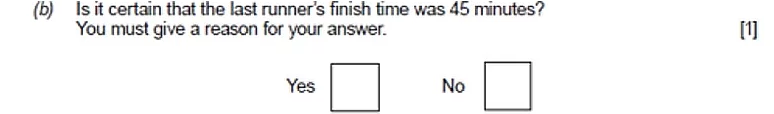 (b) Is it certain that the last runner's finish time was 45 minutes?
You must give a reason for your answer. [1]
Yes No